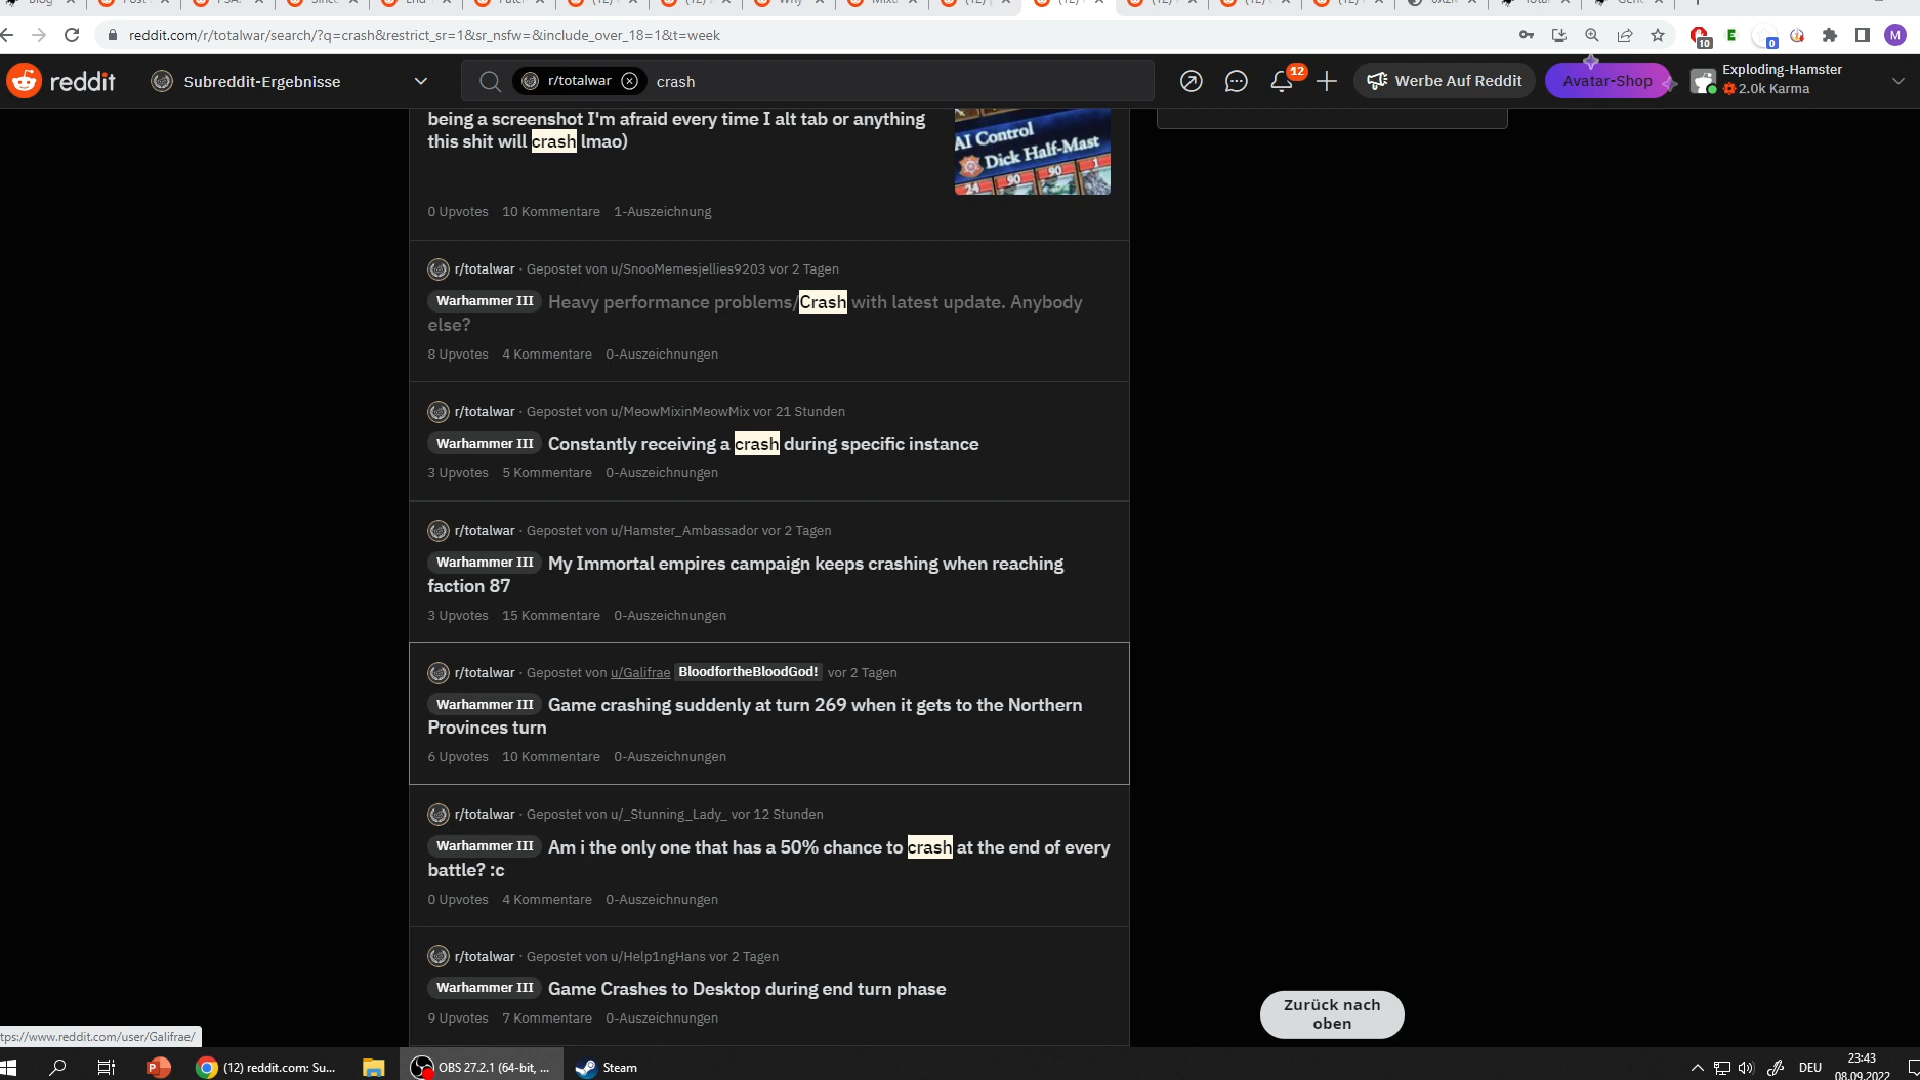 reddit.com/r/totalwar/search/?q=crash&restrict_sr=1&sr_nsfw=&include_over_18=1&t=week
10
0
M
reddit
Subreddit-Ergebnisse
r/totalwar
crash
12
Werbe Auf Reddit
Avatar-Shop
Exploding-Hamster
2.0k Karma
being a screenshot I'm afraid every time I alt tab or anything
this shit will crash lmao)
AI Control
Dick Half-Mast
24 90 90 1
0 Upvotes 10 Kommentare 1-Auszeichnung
r/totalwar · Gepostet von u/SnooMemesjellies9203 vor 2 Tagen
Warhammer III Heavy performance problems/Crash with latest update. Anybody
else?
8 Upvotes 4 Kommentare 0-Auszeichnungen
r/totalwar · Gepostet von u/MeowMixinMeowMix vor 21 Stunden
Warhammer III Constantly receiving a crash during specific instance
3 Upvotes 5 Kommentare 0-Auszeichnungen
r/totalwar · Gepostet von u/Hamster_Ambassador vor 2 Tagen
Warhammer III My Immortal empires campaign keeps crashing when reaching
faction 87
3 Upvotes 15 Kommentare 0-Auszeichnungen
r/totalwar · Gepostet von u/Galifrae BloodfortheBloodGod! vor 2 Tagen
Warhammer III Game crashing suddenly at turn 269 when it gets to the Northern
Provinces turn
6 Upvotes 10 Kommentare 0-Auszeichnungen
r/totalwar · Gepostet von u/_Stunning_Lady_ vor 12 Stunden
Warhammer III Am i the only one that has a 50% chance to crash at the end of every
battle? :c
0 Upvotes 4 Kommentare 0-Auszeichnungen
r/totalwar · Gepostet von u/Help1ngHans vor 2 Tagen
Warhammer III Game Crashes to Desktop during end turn phase
9 Upvotes 7 Kommentare 0-Auszeichnungen
Zurück nach
oben
tps://www.reddit.com/user/Galifrae/
(12) reddit.com: Su...
OBS 27.2.1 (64-bit, ...
Steam
DEU
23:43
08.09.2022